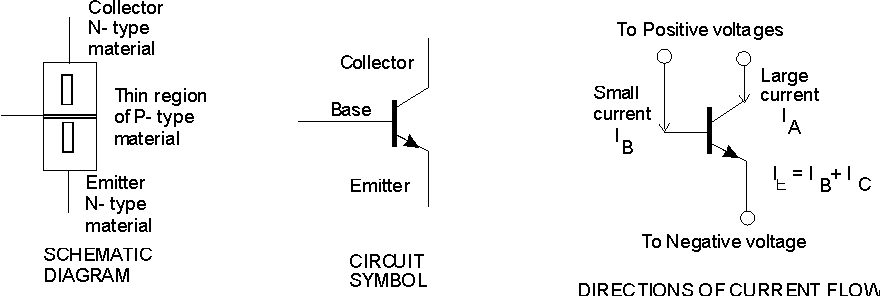 Collector
N- type
material
Thin region
of P- type
material
Emitter
N- type
material
SCHEMATIC
DIAGRAM
Collector
Base
Emitter
CIRCUIT
SYMBOL
To Positive voltages
Small
current
I B
Large
current
I A
I E = I B + I C
To Negative voltage
DIRECTIONS OF CURRENT FLOW